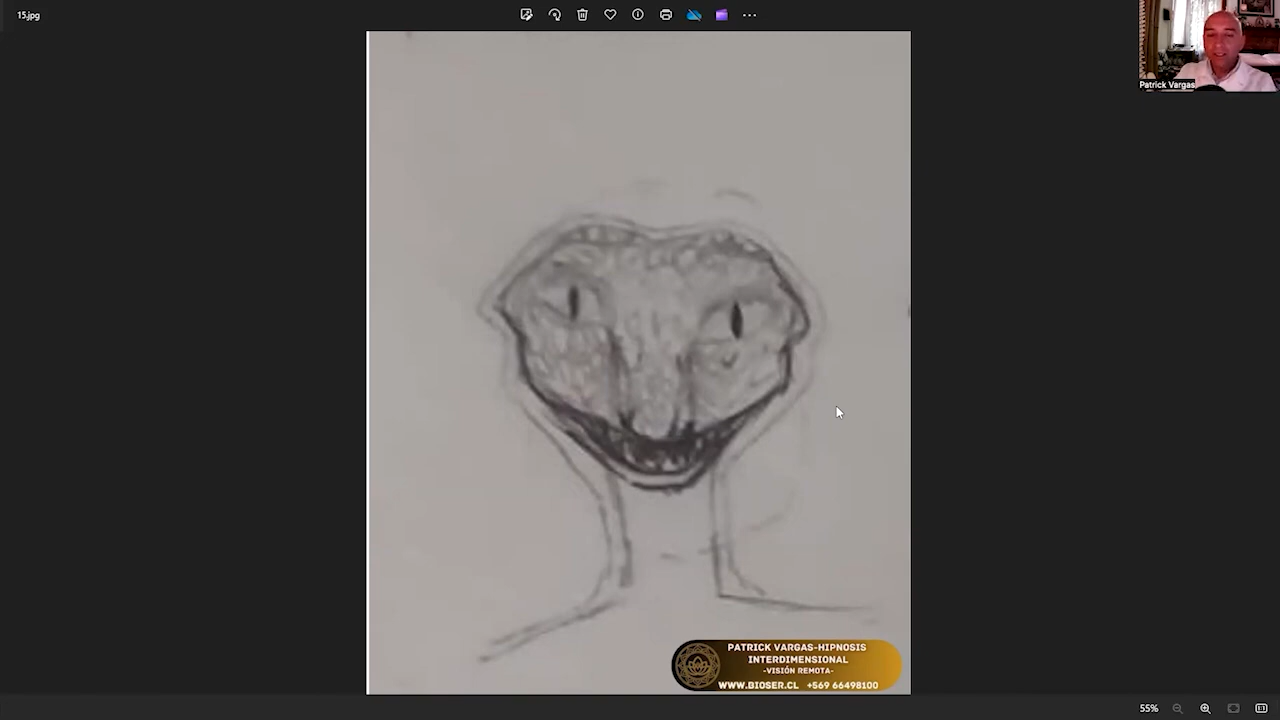 15.jpg
Patrick Vargas
PATRICK VARGAS-HIPNOSIS
INTERDIMENSIONAL
-VISIÓN REMOTA-
WWW.BIOSER.CL +569 66498100
55%